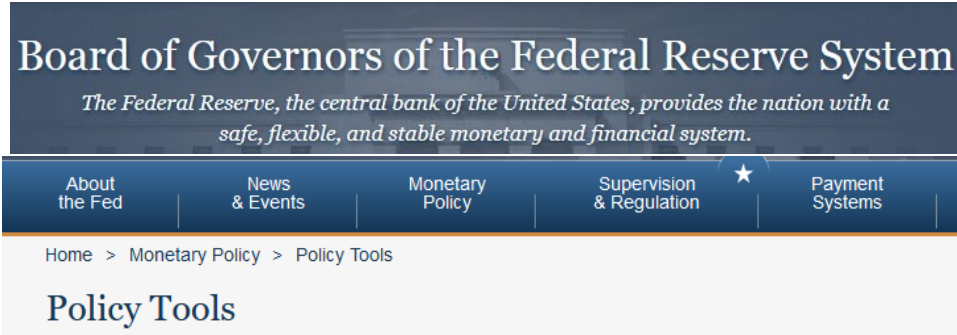 Board of Governors of the Federal Reserve System
The Federal Reserve, the central bank of the United States, provides the nation with a
safe, flexible, and stable monetary and financial system.
About the Fed
News & Events
Monetary Policy
Supervision & Regulation
Payment Systems
Home > Monetary Policy > Policy Tools
Policy Tools